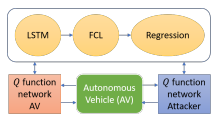 LSTM
FCL
Regression
Q function
network
AV
Autonomous
Vehicle (AV)
Q function
network
Attacker